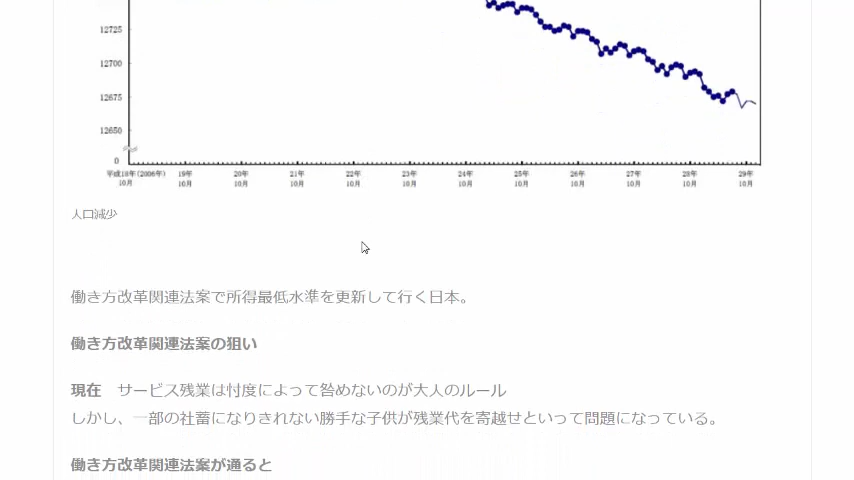 12725
12700
12675
12650
0
平成18年(2006年) 19年 20年 21年 22年 23年 24年 25年 26年 27年 28年 29年
10月 10月 10月 10月 10月 10月 10月 10月 10月 10月 10月 10月
人口減少
働き方改革関連法案で所得最低水準を更新して行く日本。
働き方改革関連法案の狙い
現在　サービス残業は忖度によって咎めないのが大人のルール
しかし、一部の社蓄になりきれない勝手な子供が残業代を寄越せといって問題になっている。
働き方改革関連法案が通ると